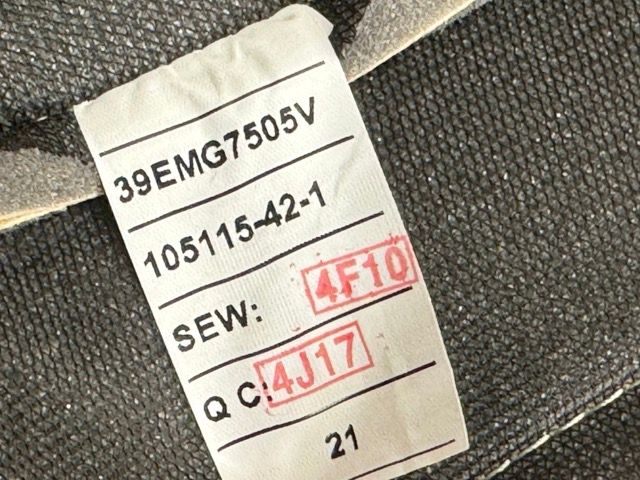 39EMG7505V
105115-42-1
SEW: 4F10
Q C: 4J17
21